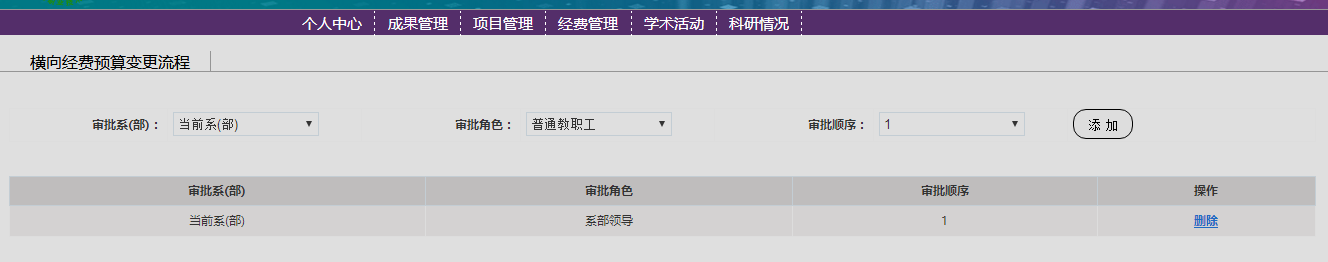 个人中心 成果管理 项目管理 经费管理 学术活动 科研情况
横向经费预算变更流程
审批系(部)： 当前系(部) 审批角色： 普通教职工 审批顺序： 1 添 加
审批系(部) 审批角色 审批顺序 操作
当前系(部) 系部领导 1 删除